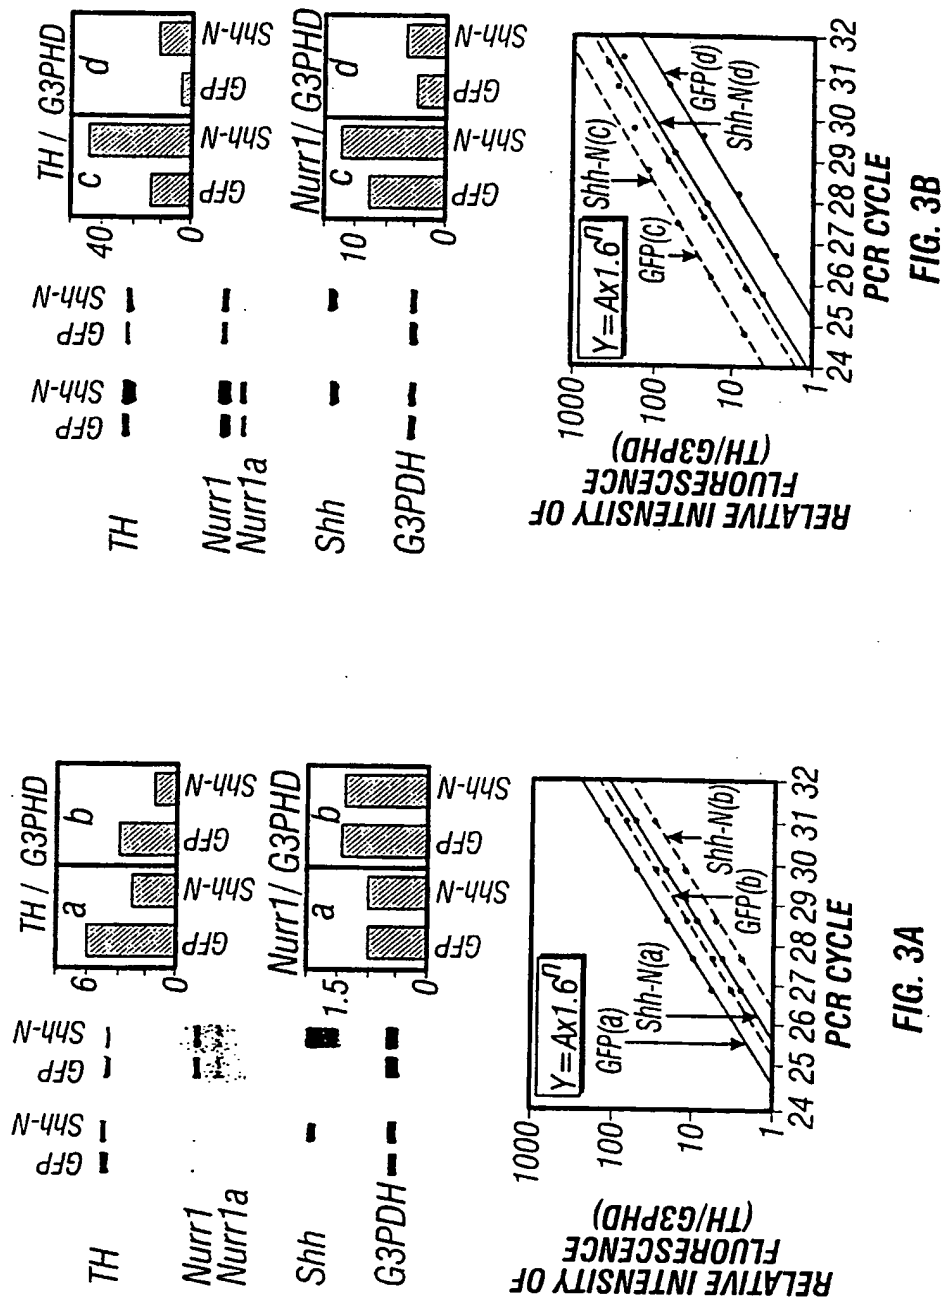 GFP
Shh-N
GFP
Shh-N
TH
Nurr1
Nurr1a
Shh
G3PDH
TH / G3PHD
a
b
6
0
GFP
Shh-N
GFP
Shh-N
Nurr1/ G3PHD
a
b
1.5
0
GFP
Shh-N
GFP
Shh-N
RELATIVE INTENSITY OF
FLUORESCENCE
(TH/G3PHD)
1000
100
10
1
Y=Ax1.6ⁿ
GFP(a)
Shh-N(a)
GFP(b)
Shh-N(b)
24 25 26 27 28 29 30 31 32
PCR CYCLE
FIG. 3A
GFP
Shh-N
GFP
Shh-N
TH
Nurr1
Nurr1a
Shh
G3PDH
TH / G3PHD
c
d
40
0
GFP
Shh-N
GFP
Shh-N
Nurr1/ G3PHD
c
d
10
0
GFP
Shh-N
GFP
Shh-N
RELATIVE INTENSITY OF
FLUORESCENCE
(TH/G3PHD)
1000
100
10
1
Y=Ax1.6ⁿ
Shh-N(c)
GFP(c)
GFP(d)
Shh-N(d)
24 25 26 27 28 29 30 31 32
PCR CYCLE
FIG. 3B